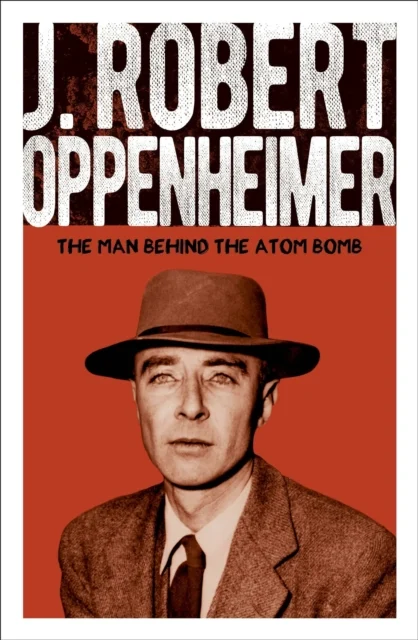 J. ROBERT
OPPENHEIMER
THE MAN BEHIND THE ATOM BOMB